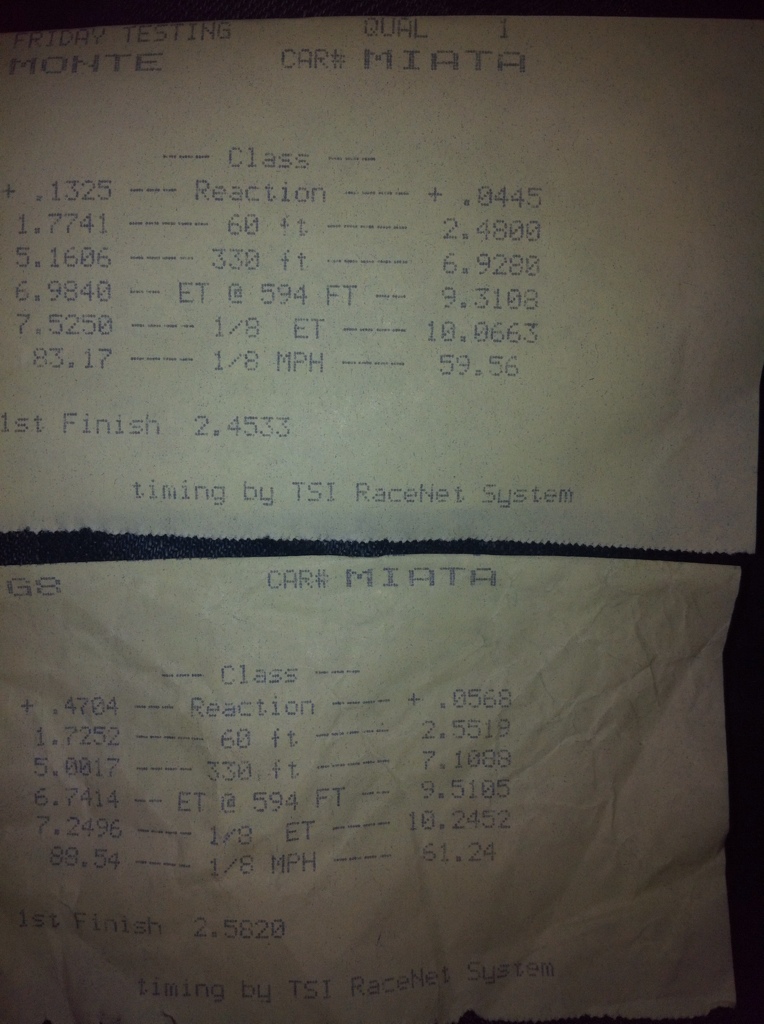 FRIDAY TESTING QUAL 1
MONTE CAR# MIATA
---- Class ----
+ .1325 --- Reaction ----- + .0445
1.7741 ------ 60 ft ------ 2.4800
5.1606 ----- 330 ft ------ 6.9280
6.9840 -- ET @ 594 FT -- 9.3108
7.5250 ---- 1/8 ET ---- 10.0663
83.17 ----- 1/8 MPH ----- 59.56
1st Finish 2.4533
timing by TSI RaceNet System
G8 CAR# MIATA
--- Class ---
+ .4704 --- Reaction ---- + .0568
1.7252 ----- 60 ft ----- 2.5519
5.0017 ---- 330 ft ----- 7.1088
6.7414 -- ET @ 594 FT -- 9.5105
7.2496 ---- 1/8 ET ---- 10.2452
88.54 ---- 1/8 MPH ---- 61.24
1st Finish 2.5820
timing by TSI RaceNet System